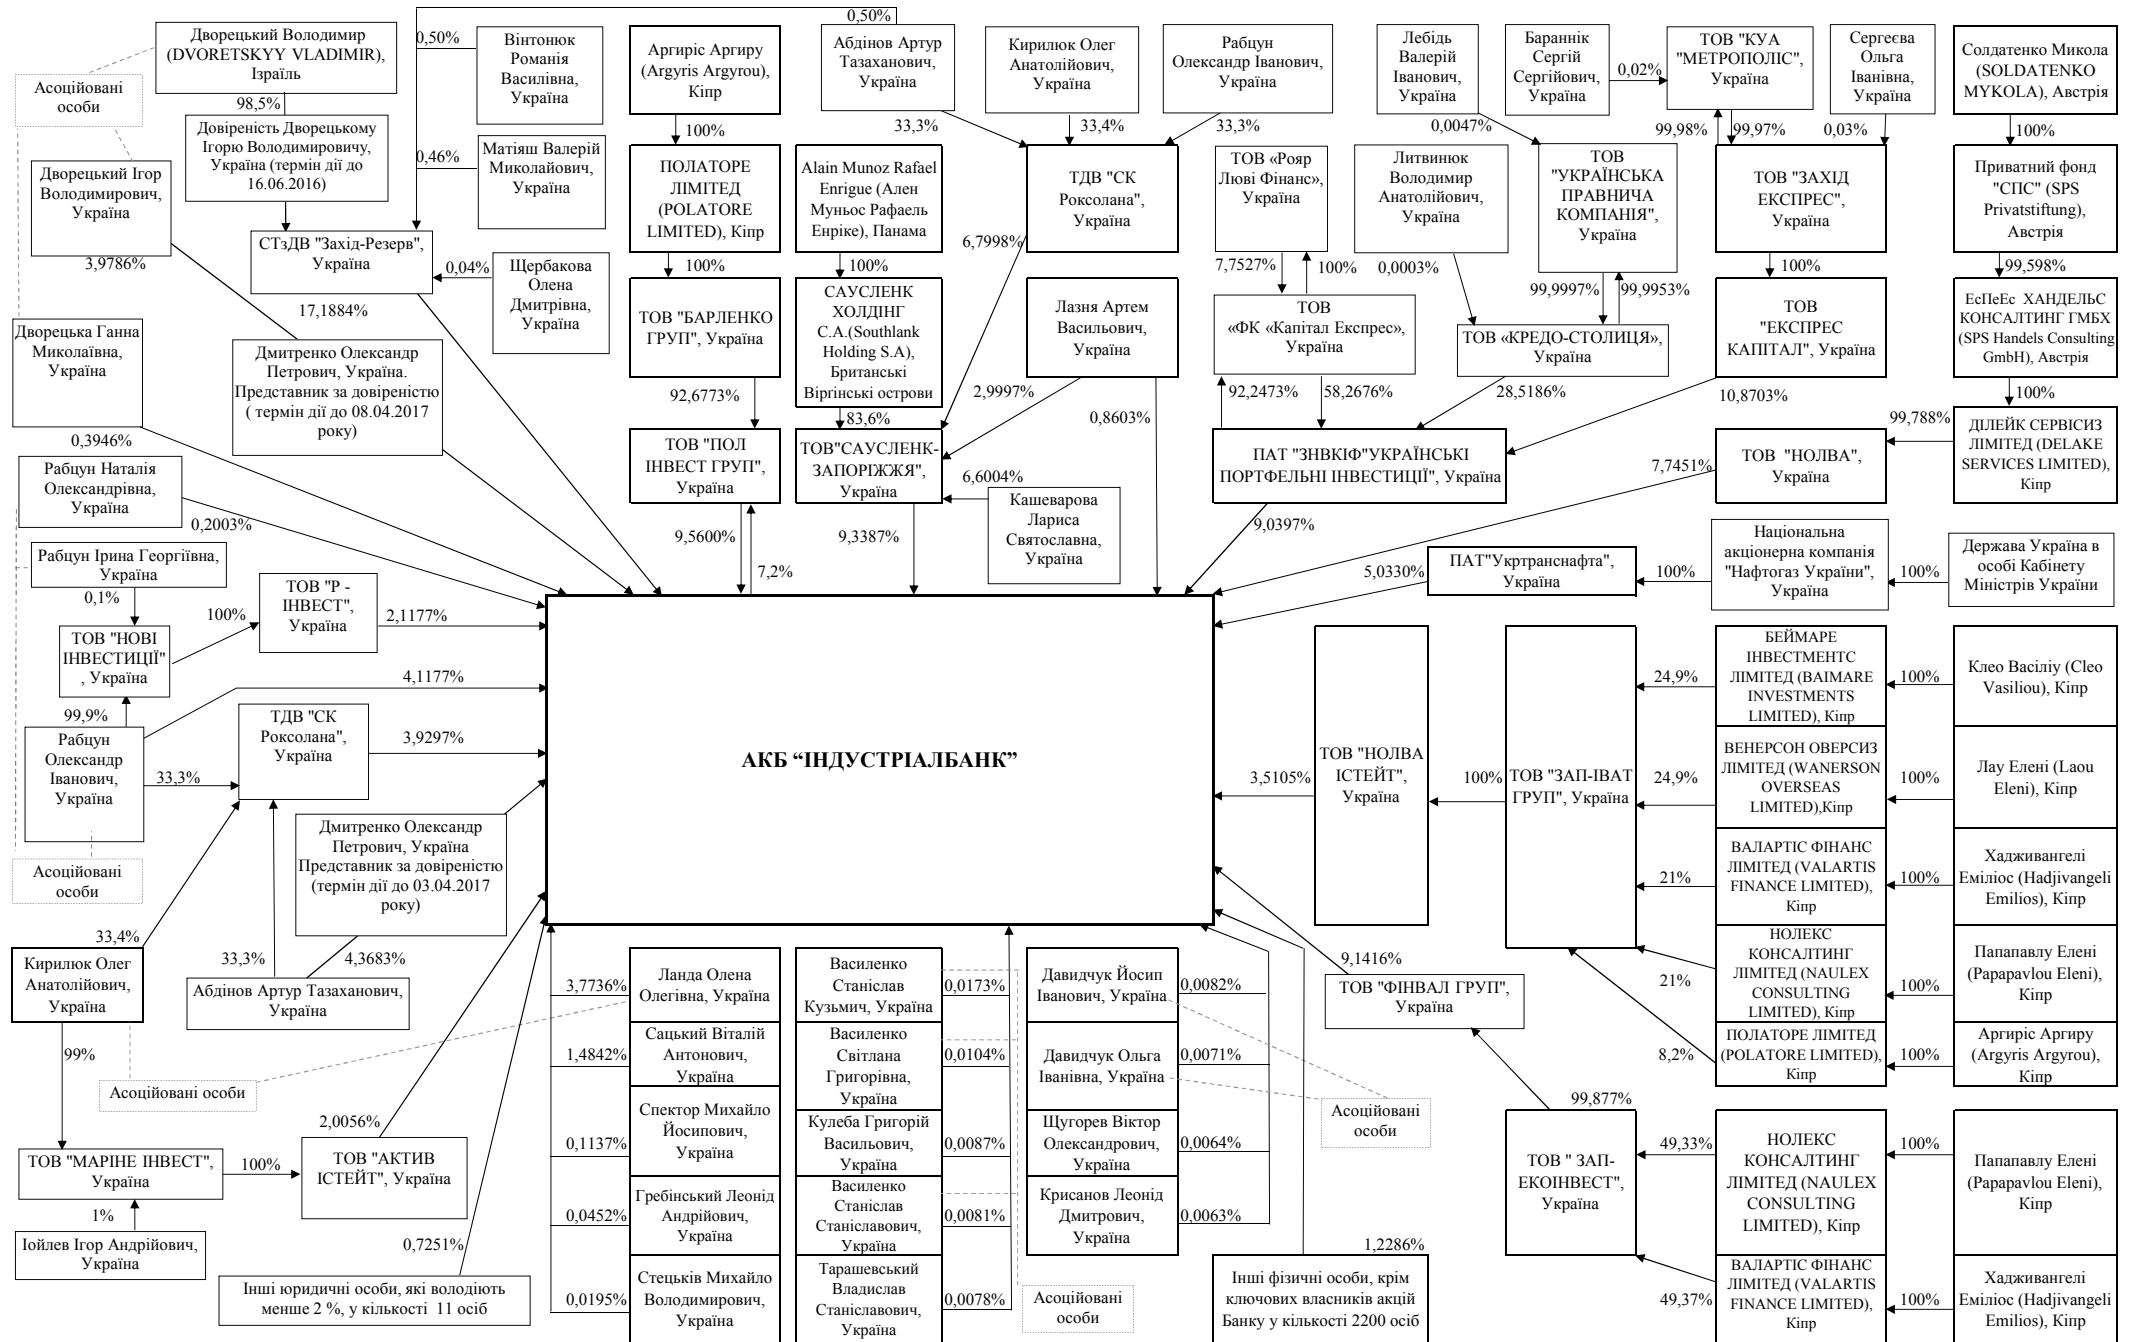 Дворецький Володимир
(DVORETSKYY VLADIMIR),
Ізраїль
Асоційовані
особи
98,5%
Довіреність Дворецькому
Ігорю Володимировичу,
Україна (термін дії до
16.06.2016)
Дворецький Ігор
Володимирович,
Україна
3,9786%
СТзДВ "Захід-Резерв",
Україна
17,1884%
0,50%
0,50%
Вінтонюк
Романія
Василівна,
Україна
0,46%
Матіяш Валерій
Миколайович,
Україна
0,04%
Щербакова
Олена
Дмитрівна,
Україна
Дворецька Ганна
Миколаївна,
Україна
0,3946%
Дмитренко Олександр
Петрович, Україна.
Представник за довіреністю
( термін дії до 08.04.2017
року)
Аргиріс Аргиру
(Argyris Argyrou),
Кіпр
100%
ПОЛАТОРЕ
ЛІМІТЕД
(POLATORE
LIMITED), Кіпр
100%
ТОВ "БАРЛЕНКО
ГРУП", Україна
92,6773%
ТОВ "ПОЛ
ІНВЕСТ ГРУП",
Україна
9,5600%
7,2%
Абдінов Артур
Тазаханович,
Україна
33,3%
Кирилюк Олег
Анатолійович,
Україна
33,4%
Рабцун
Олександр Іванович,
Україна
33,3%
Alain Munoz Rafael
Enrigue (Ален
Муньос Рафаель
Енріке), Панама
100%
САУСЛЕНК
ХОЛДІНГ
С.А.(Southlank
Holding S.A),
Британські
Віргінські острови
83,6%
ТОВ"САУСЛЕНК-
ЗАПОРІЖЖЯ",
Україна
9,3387%
ТДВ "СК
Роксолана",
Україна
6,7998%
Лазня Артем
Васильович,
Україна
2,9997%
0,8603%
6,6004%
Кашеварова
Лариса
Святославна,
Україна
ТОВ «Рояр
Люві Фінанс»,
Україна
7,7527%
100%
ТОВ
«ФК «Капітал Експрес»,
Україна
92,2473%
58,2676%
Лебідь
Валерій
Іванович,
Україна
0,0047%
Литвинюк
Володимир
Анатолійович,
Україна
0,0003%
ТОВ
"УКРАЇНСЬКА
ПРАВНИЧА
КОМПАНІЯ",
Україна
99,9997%
99,9953%
ТОВ «КРЕДО-СТОЛИЦЯ»,
Україна
28,5186%
Бараннік
Сергій
Сергійович,
Україна
0,02%
ТОВ "КУА
"МЕТРОПОЛІС",
Україна
99,98%
99,97%
Сергеєва
Ольга
Іванівна,
Україна
0,03%
ТОВ "ЗАХІД
ЕКСПРЕС",
Україна
100%
ТОВ
"ЕКСПРЕС
КАПІТАЛ", Україна
10,8703%
ПАТ "ЗНВКІФ"УКРАЇНСЬКІ
ПОРТФЕЛЬНІ ІНВЕСТИЦІЇ", Україна
9,0397%
Солдатенко Микола
(SOLDATENKO
MYKOLA), Австрія
100%
Приватний фонд
"СПС" (SPS
Privatstiftung),
Австрія
99,598%
ЕсПеЕс ХАНДЕЛЬС
КОНСАЛТИНГ ГМБХ
(SPS Handels Consulting
GmbH), Австрія
100%
ДІЛЕЙК СЕРВІСИЗ
ЛІМІТЕД (DELAKE
SERVICES LIMITED),
Кіпр
99,788%
ТОВ "НОЛВА",
Україна
7,7451%
Рабцун Наталія
Олександрівна,
Україна
0,2003%
Рабцун Ірина Георгіївна,
Україна
0,1%
ТОВ "НОВІ
ІНВЕСТИЦІЇ"
, Україна
100%
ТОВ "Р -
ІНВЕСТ",
Україна
2,1177%
99,9%
Рабцун
Олександр
Іванович,
Україна
4,1177%
33,3%
ТДВ "СК
Роксолана",
Україна
3,9297%
Асоційовані
особи
Дмитренко Олександр
Петрович, Україна
Представник за довіреністю
(термін дії до 03.04.2017
року)
АКБ “ІНДУСТРІАЛБАНК”
ПАТ"Укртранснафта",
Україна
5,0330%
100%
Національна
акціонерна компанія
"Нафтогаз України",
Україна
100%
Держава Україна в
особі Кабінету
Міністрів України
ТОВ "НОЛВА
ІСТЕЙТ",
Україна
3,5105%
100%
ТОВ "ЗАП-ІВАТ
ГРУП", Україна
24,9%
БЕЙМАРЕ
ІНВЕСТМЕНТС
ЛІМІТЕД (BAIMARE
INVESTMENTS
LIMITED), Кіпр
100%
Клео Васіліу (Cleo
Vasiliou), Кіпр
24,9%
ВЕНЕРСОН ОВЕРСИЗ
ЛІМІТЕД (WANERSON
OVERSEAS
LIMITED),Кіпр
100%
Лау Елені (Laou
Eleni), Кіпр
21%
ВАЛАРТІС ФІНАНС
ЛІМІТЕД (VALARTIS
FINANCE LIMITED),
Кіпр
100%
Хадживангелі
Еміліос (Hadjivangeli
Emilios), Кіпр
21%
НОЛЕКС
КОНСАЛТИНГ
ЛІМІТЕД (NAULEX
CONSULTING
LIMITED), Кіпр
100%
Папапавлу Елені
(Papapavlou Eleni),
Кіпр
8,2%
ПОЛАТОРЕ ЛІМІТЕД
(POLATORE LIMITED),
Кіпр
100%
Аргиріс Аргиру
(Argyris Argyrou),
Кіпр
33,4%
Кирилюк Олег
Анатолійович,
Україна
33,3%
4,3683%
Абдінов Артур Тазаханович,
Україна
99%
Асоційовані особи
ТОВ "МАРІНЕ ІНВЕСТ",
Україна
100%
2,0056%
ТОВ "АКТИВ
ІСТЕЙТ", Україна
1%
Іойлев Ігор Андрійович,
Україна
0,7251%
Інші юридичні особи, які володіють
менше 2 %, у кількості 11 осіб
3,7736%
Ланда Олена
Олегівна, Україна
1,4842%
Сацький Віталій
Антонович,
Україна
0,1137%
Спектор Михайло
Йосипович,
Україна
0,0452%
Гребінський Леонід
Андрійович,
Україна
0,0195%
Стецьків Михайло
Володимирович,
Україна
Василенко
Станіслав
Кузьмич, Україна
0,0173%
Василенко
Світлана
Григорівна,
Україна
0,0104%
Кулеба Григорій
Васильович,
Україна
0,0087%
Василенко
Станіслав
Станіславович,
Україна
0,0081%
Тарашевський
Владислав
Станіславович,
Україна
0,0078%
Давидчук Йосип
Іванович, Україна
0,0082%
Давидчук Ольга
Іванівна, Україна
0,0071%
Щугорев Віктор
Олександрович,
Україна
0,0064%
Крисанов Леонід
Дмитрович,
Україна
0,0063%
Асоційовані
особи
Асоційовані
особи
1,2286%
Інші фізичні особи, крім
ключових власників акцій
Банку у кількості 2200 осіб
9,1416%
ТОВ "ФІНВАЛ ГРУП",
Україна
99,877%
ТОВ " ЗАП-
ЕКОІНВЕСТ",
Україна
49,33%
НОЛЕКС
КОНСАЛТИНГ
ЛІМІТЕД (NAULEX
CONSULTING
LIMITED), Кіпр
100%
Папапавлу Елені
(Papapavlou Eleni),
Кіпр
49,37%
ВАЛАРТІС ФІНАНС
ЛІМІТЕД (VALARTIS
FINANCE LIMITED),
Кіпр
100%
Хадживангелі
Еміліос (Hadjivangeli
Emilios), Кіпр